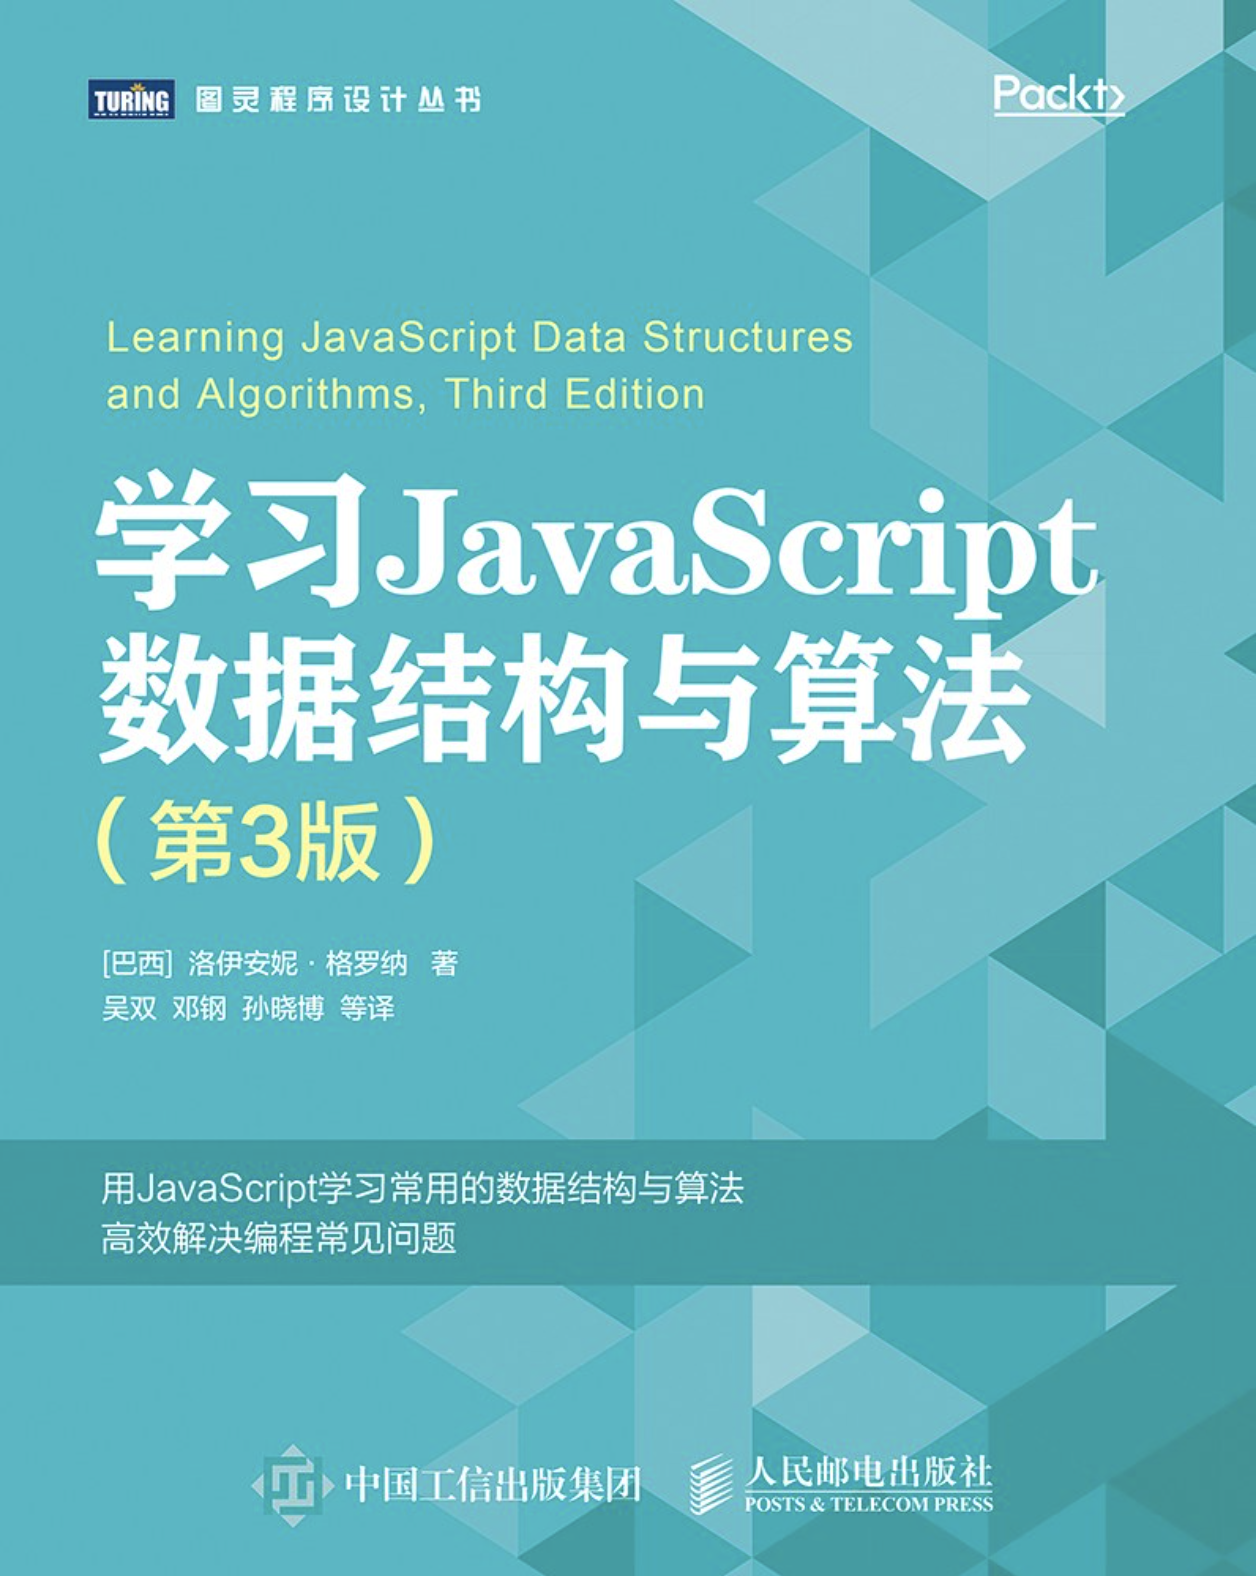 TURING 图灵程序设计丛书
Packt>
Learning JavaScript Data Structures
and Algorithms, Third Edition
学习JavaScript
数据结构与算法
（第3版）
[巴西] 洛伊安妮·格罗纳 著
吴双 邓钢 孙晓博 等译
用JavaScript学习常用的数据结构与算法
高效解决编程常见问题
中国工信出版集团
人民邮电出版社
POSTS & TELECOM PRESS